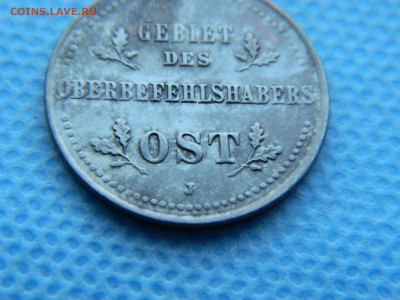 COINS.LAVE.RU
GEBIET
DES
OBERBEFEHLSHABERS
OST
J